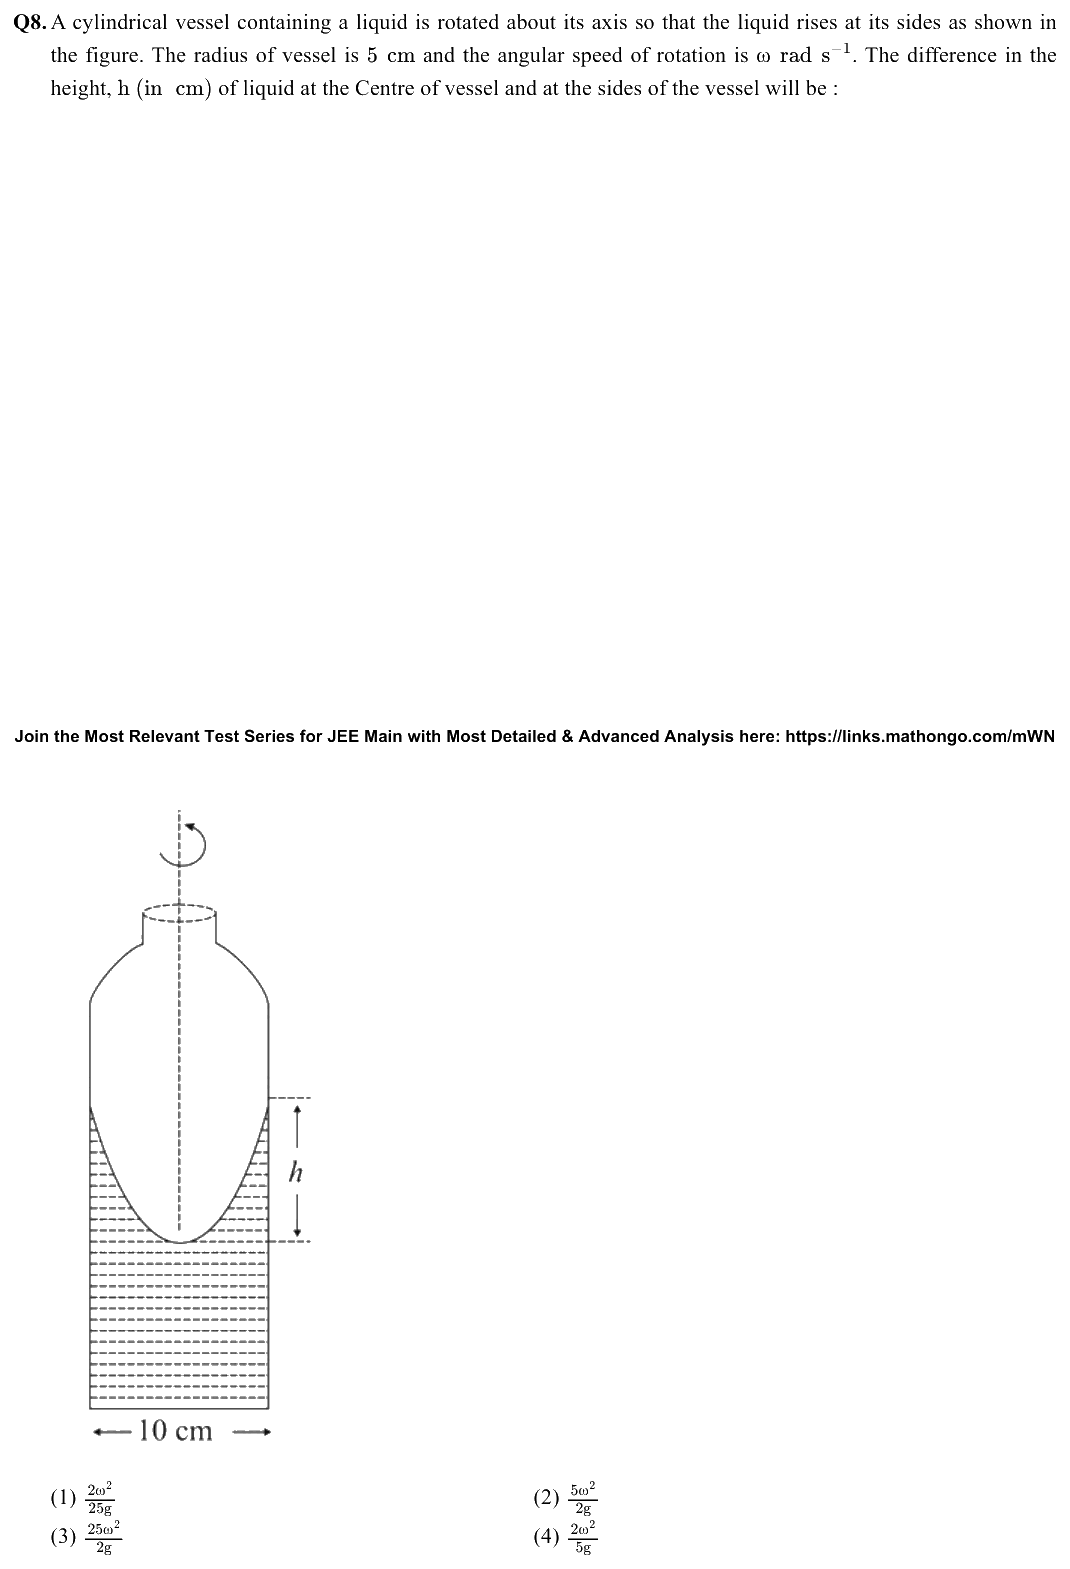 Q8. A cylindrical vessel containing a liquid is rotated about its axis so that the liquid rises at its sides as shown in
the figure. The radius of vessel is 5 cm and the angular speed of rotation is ω rad s⁻¹. The difference in the
height, h (in cm) of liquid at the Centre of vessel and at the sides of the vessel will be :
Join the Most Relevant Test Series for JEE Main with Most Detailed & Advanced Analysis here: https://links.mathongo.com/mWN
h
10 cm
(1) 2ω²/25g (2) 5ω²/2g
(3) 25ω²/2g (4) 2ω²/5g